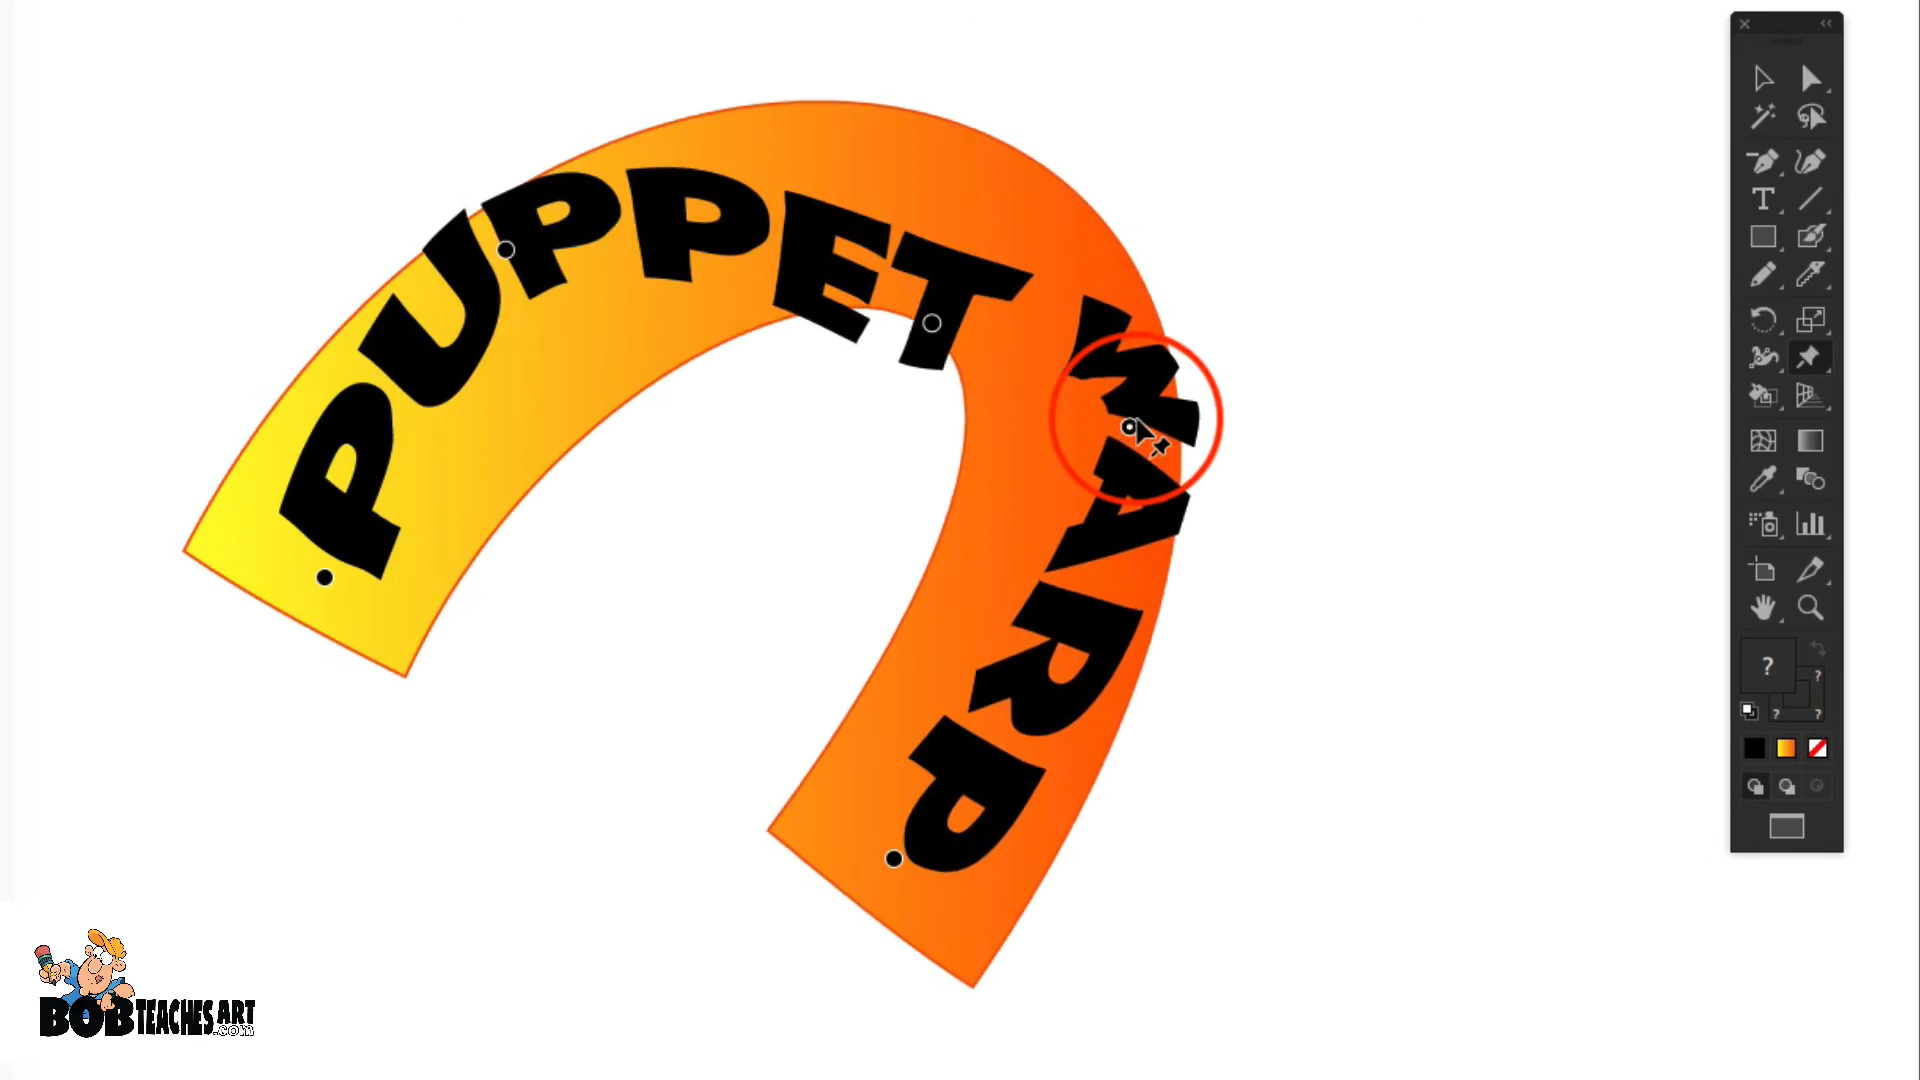 PUPPET WARP
T
?
?
? ?
BOB TEACHES ART
.com